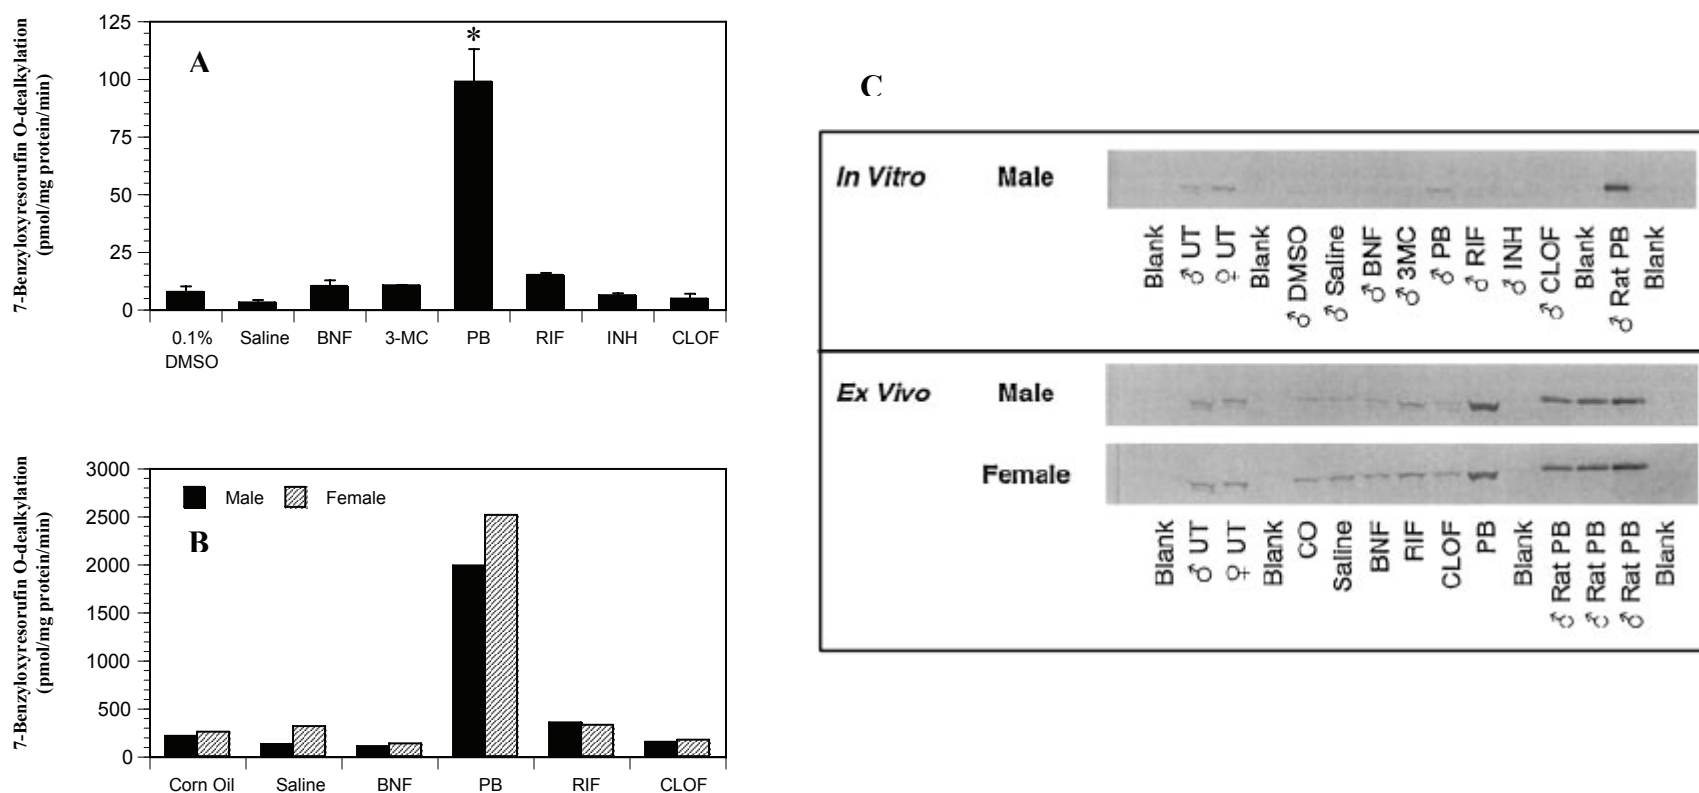 7-Benzyloxyresorufin O-dealkylation
(pmol/mg protein/min)
125
100
75
50
25
0
A
*
0.1% DMSO
Saline
BNF
3-MC
PB
RIF
INH
CLOF
7-Benzyloxyresorufin O-dealkylation
(pmol/mg protein/min)
3000
2500
2000
1500
1000
500
0
Male
Female
B
Corn Oil
Saline
BNF
PB
RIF
CLOF
C
In Vitro
Male
Blank
♂ UT
♀ UT
Blank
♂ DMSO
♂ Saline
♂ BNF
♂ 3MC
♂ PB
♂ RIF
♂ INH
♂ CLOF
Blank
♂ Rat PB
Blank
Ex Vivo
Male
Female
Blank
♂ UT
♀ UT
Blank
CO
Saline
BNF
RIF
CLOF
PB
Blank
♂ Rat PB
♂ Rat PB
♂ Rat PB
Blank